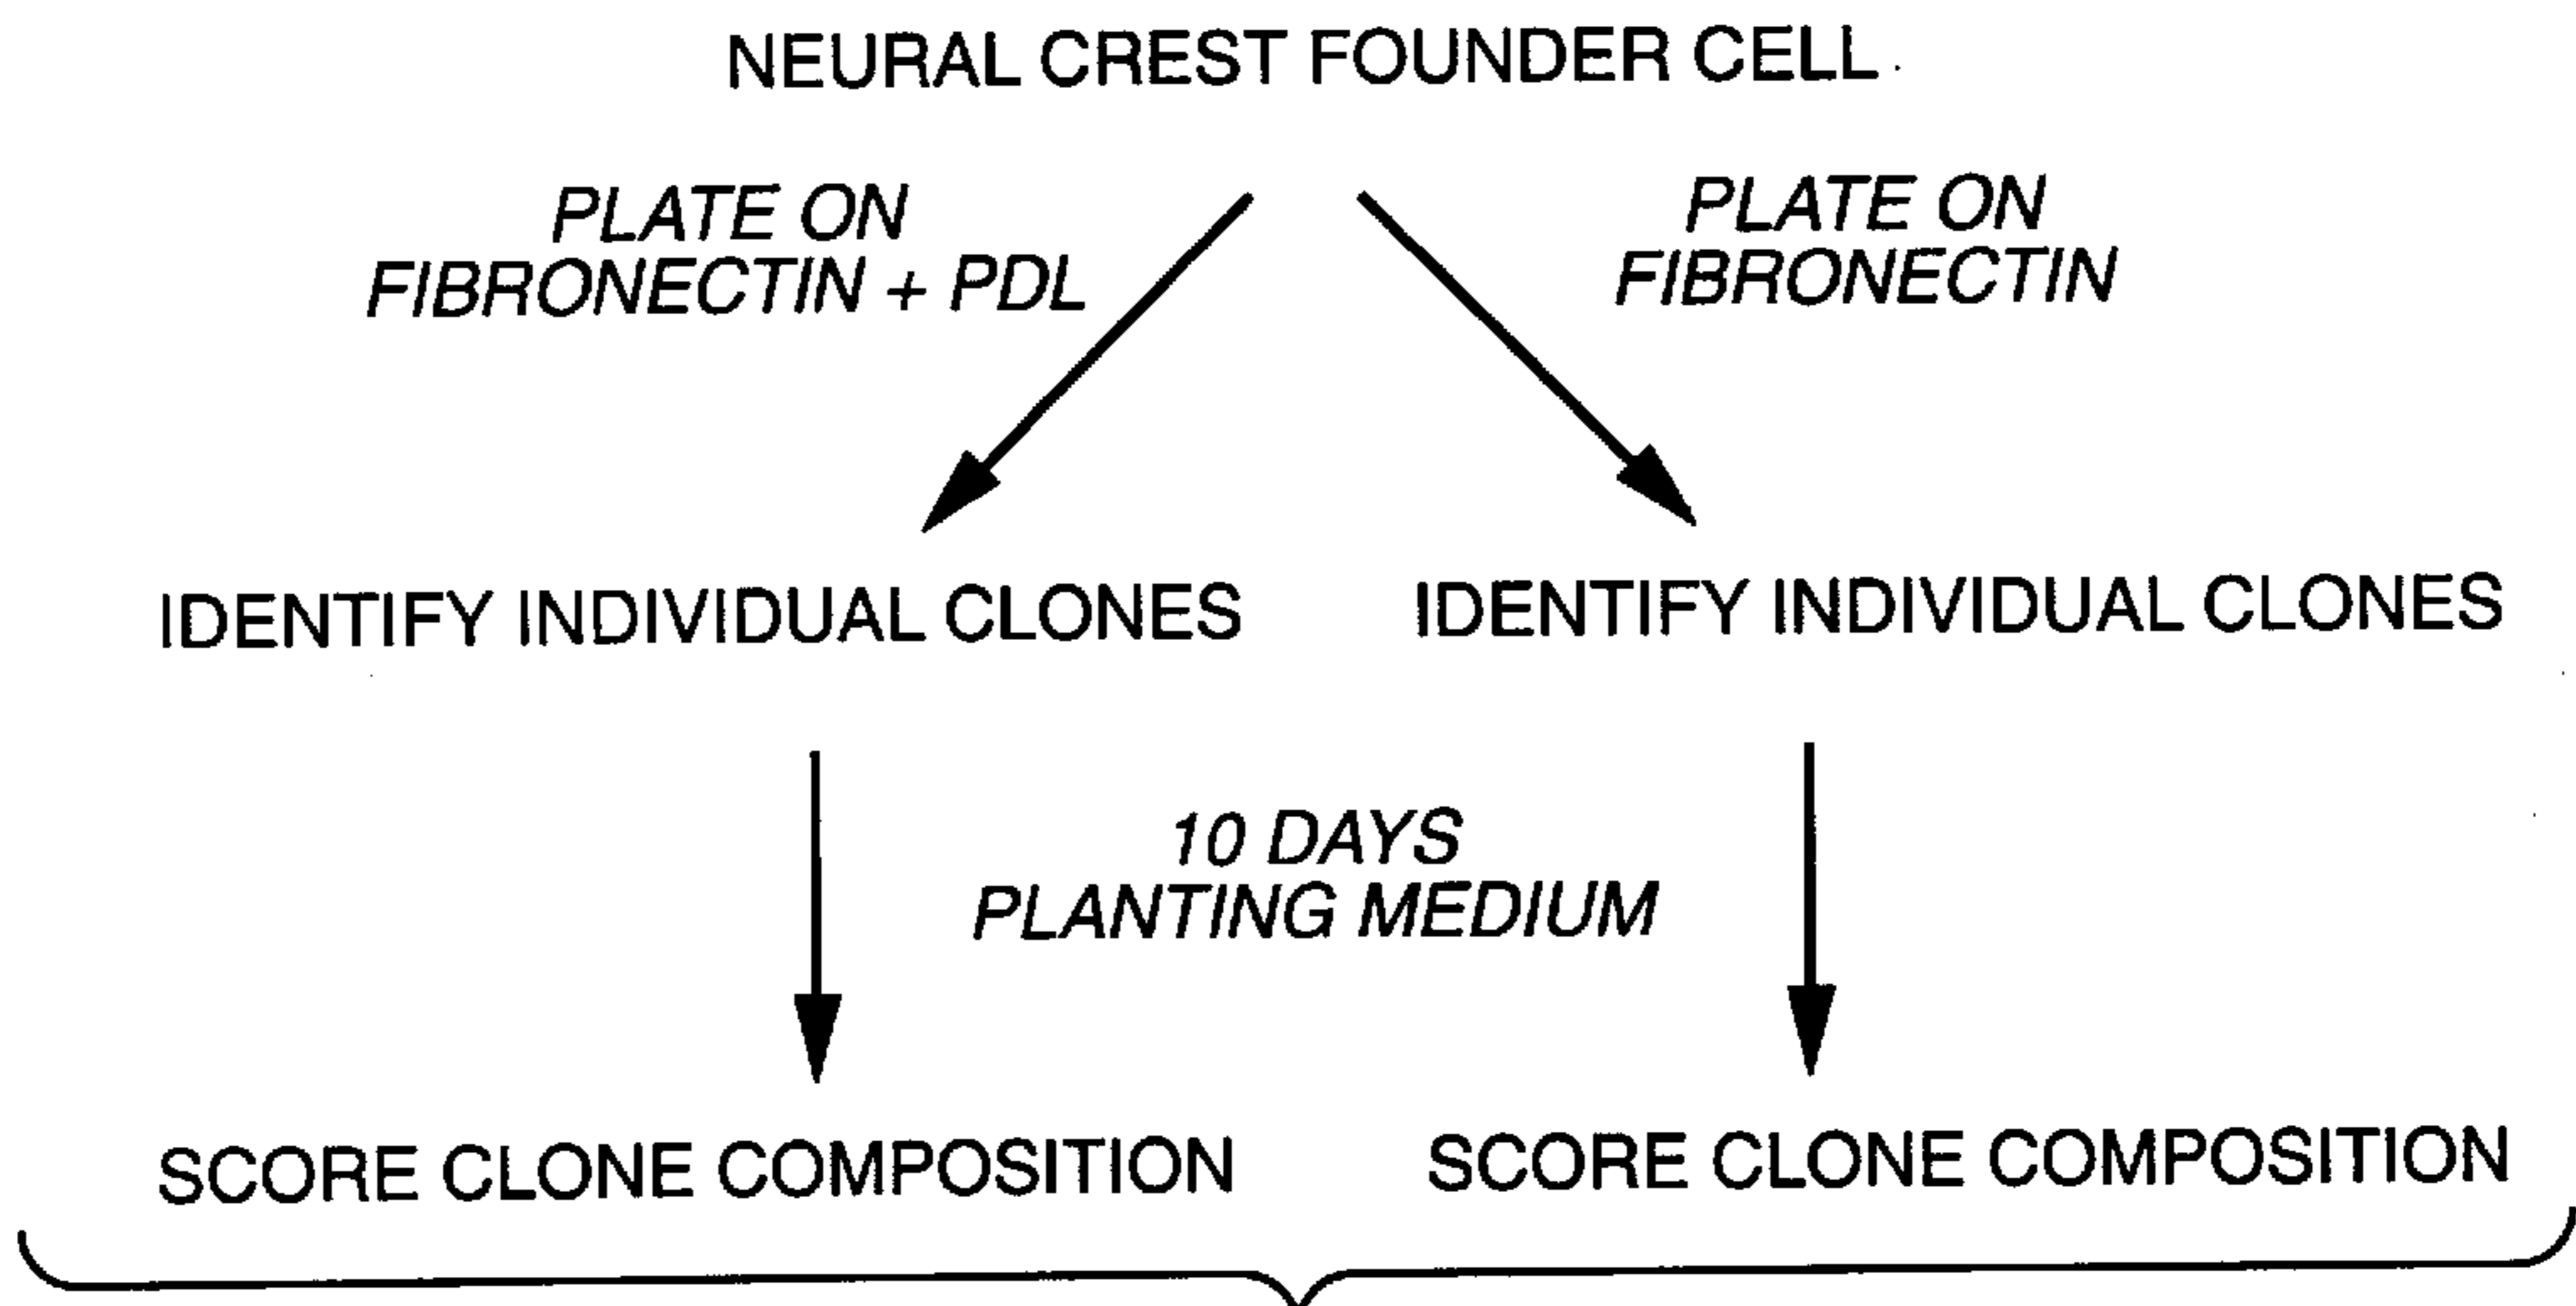 NEURAL CREST FOUNDER CELL
PLATE ON
FIBRONECTIN + PDL
PLATE ON
FIBRONECTIN
IDENTIFY INDIVIDUAL CLONES
IDENTIFY INDIVIDUAL CLONES
10 DAYS
PLANTING MEDIUM
SCORE CLONE COMPOSITION
SCORE CLONE COMPOSITION